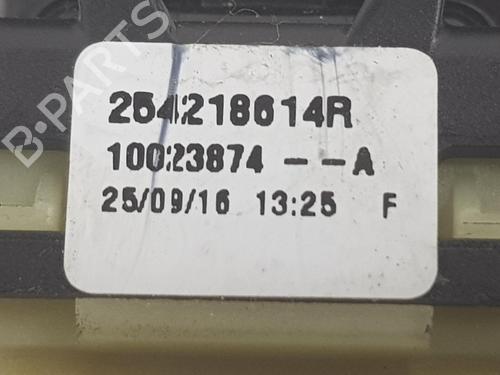 B-PARTS
254218614R
10023874 -- A
25/09/16 13:25 F